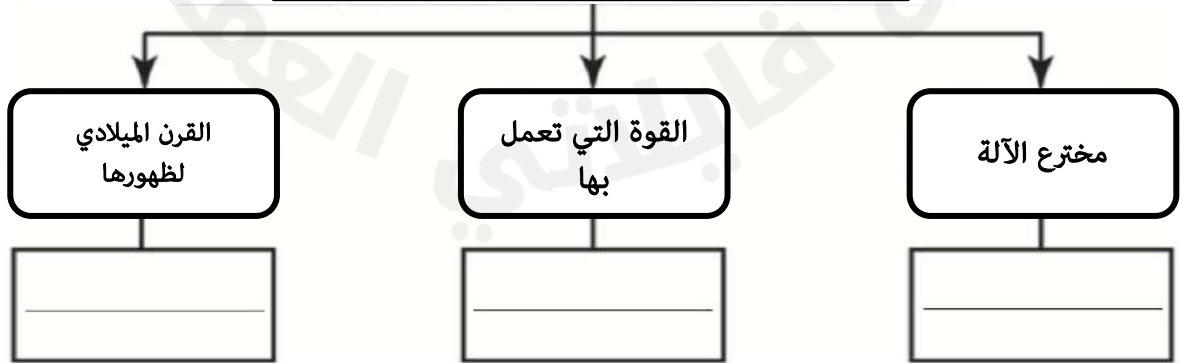 مخترع الآلة
القوة التي تعمل
بها
القرن الميلادي
لظهورها